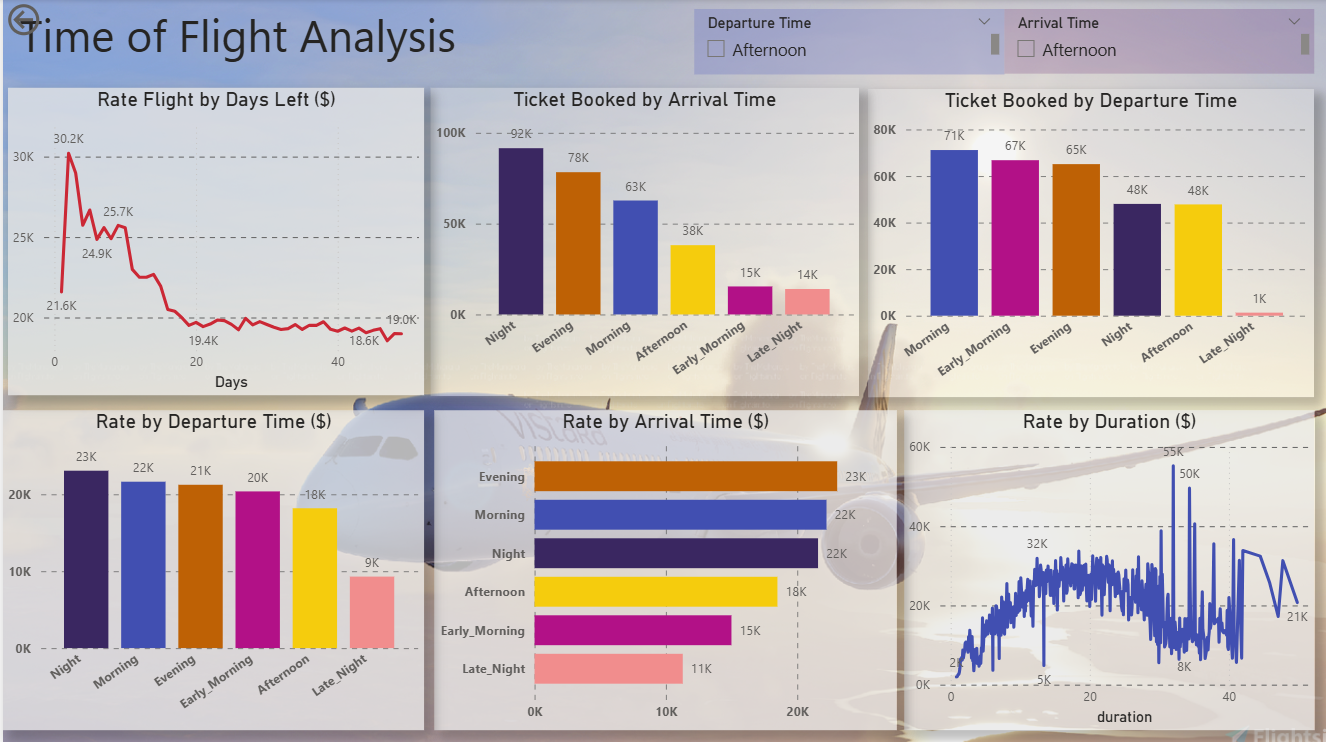 Time of Flight Analysis
Departure Time
Afternoon
Arrival Time
Afternoon
Rate Flight by Days Left ($)
30K
25K
20K
30.2K
25.7K
24.9K
21.6K
19.4K
18.6K
19.0K
0
20
40
Days
Ticket Booked by Arrival Time
100K
50K
0K
92K
78K
63K
38K
15K
14K
Night
Evening
Morning
Afternoon
Early_Morning
Late_Night
Ticket Booked by Departure Time
80K
60K
40K
20K
0K
71K
67K
65K
48K
48K
1K
Morning
Early_Morning
Evening
Night
Afternoon
Late_Night
Rate by Departure Time ($)
20K
10K
0K
23K
22K
21K
20K
18K
9K
Night
Morning
Evening
Early_Morning
Afternoon
Late_Night
Rate by Arrival Time ($)
Evening
23K
Morning
22K
Night
22K
Afternoon
18K
Early_Morning
15K
Late_Night
11K
0K
10K
20K
Rate by Duration ($)
60K
40K
20K
0K
55K
50K
32K
21K
8K
5K
0
20
40
duration